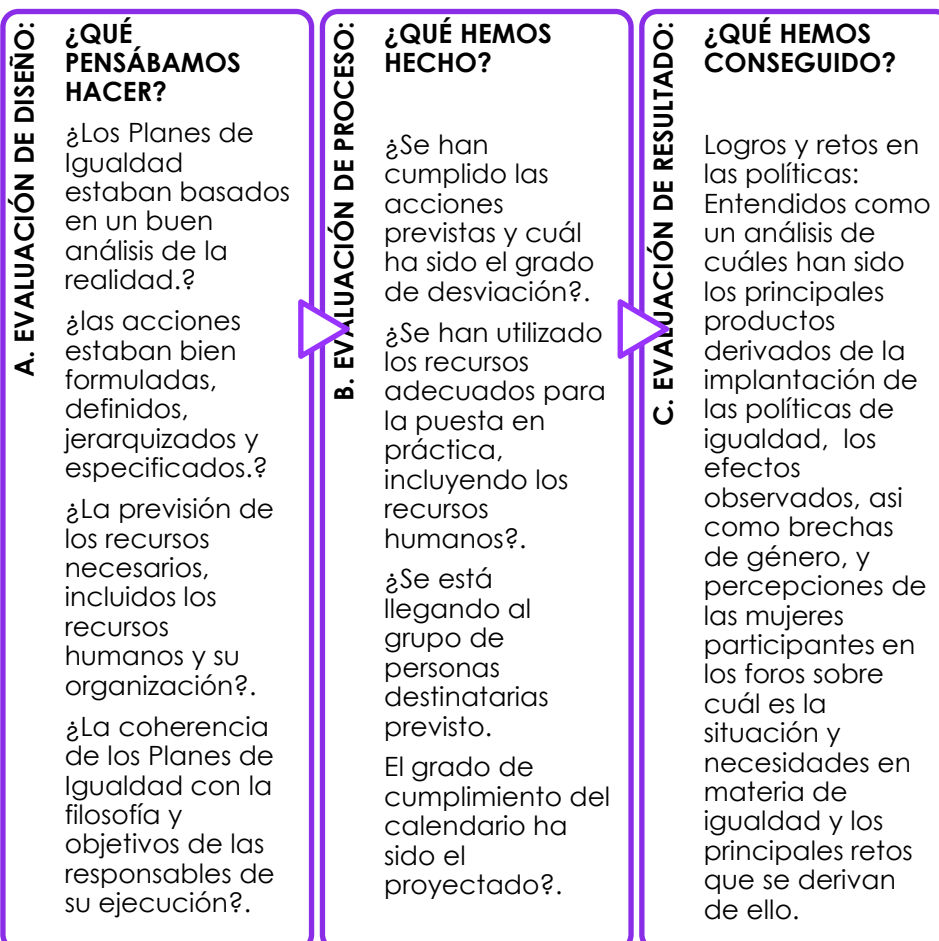 A. EVALUACIÓN DE DISEÑO:
¿QUÉ
PENSÁBAMOS
HACER?
¿Los Planes de
Igualdad
estaban basados
en un buen
análisis de la
realidad.?
¿las acciones
estaban bien
formuladas,
definidos,
jerarquizados y
especificados.?
¿La previsión de
los recursos
necesarios,
incluidos los
recursos
humanos y su
organización?.
¿La coherencia
de los Planes de
Igualdad con la
filosofía y
objetivos de las
responsables de
su ejecución?.
B. EVALUACIÓN DE PROCESO:
¿QUÉ HEMOS
HECHO?
¿Se han
cumplido las
acciones
previstas y cuál
ha sido el grado
de desviación?.
¿Se han utilizado
los recursos
adecuados para
la puesta en
práctica,
incluyendo los
recursos
humanos?.
¿Se está
llegando al
grupo de
personas
destinatarias
previsto.
El grado de
cumplimiento del
calendario ha
sido el
proyectado?.
C. EVALUACIÓN DE RESULTADO:
¿QUÉ HEMOS
CONSEGUIDO?
Logros y retos en
las políticas:
Entendidos como
un análisis de
cuáles han sido
los principales
productos
derivados de la
implantación de
las políticas de
igualdad, los
efectos
observados, asi
como brechas
de género, y
percepciones de
las mujeres
participantes en
los foros sobre
cuál es la
situación y
necesidades en
materia de
igualdad y los
principales retos
que se derivan
de ello.